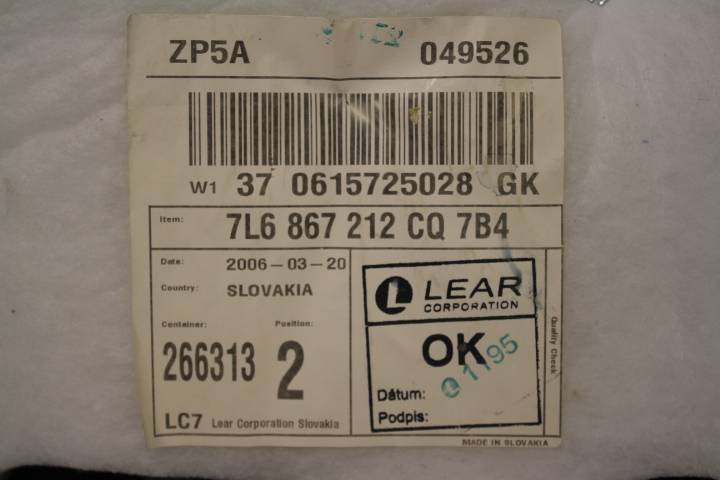 ZP5A 049526
W1 37 0615725028 GK
Item: 7L6 867 212 CQ 7B4
Date: 2006-03-20
Country: SLOVAKIA
Container: Position:
266313 2
LC7 Lear Corporation Slovakia
L LEAR
CORPORATION
OK
1195
Dátum:
Podpis:
Quality Check
MADE IN SLOVAKIA